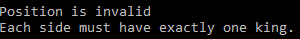 Position is invalid
Each side must have exactly one king.